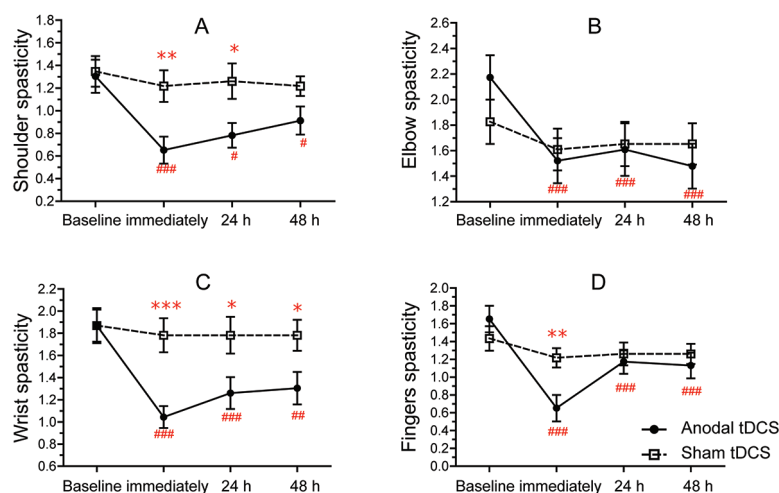 A
Shoulder spasticity
1.8
1.6
1.4
1.2
1.0
0.8
0.6
0.4
0.2
** *
### # #
Baseline immediately 24 h 48 h
B
Elbow spasticity
2.6
2.4
2.2
2.0
1.8
1.6
1.4
1.2
### ### ###
Baseline immediately 24 h 48 h
C
Wrist spasticity
2.2
2.0
1.8
1.6
1.4
1.2
1.0
0.8
0.6
*** * *
### ### ##
Baseline immediately 24 h 48 h
D
Fingers spasticity
2.0
1.8
1.6
1.4
1.2
1.0
0.8
0.6
0.4
0.2
0.0
**
### ### ###
Baseline immediately 24 h 48 h
Anodal tDCS
Sham tDCS